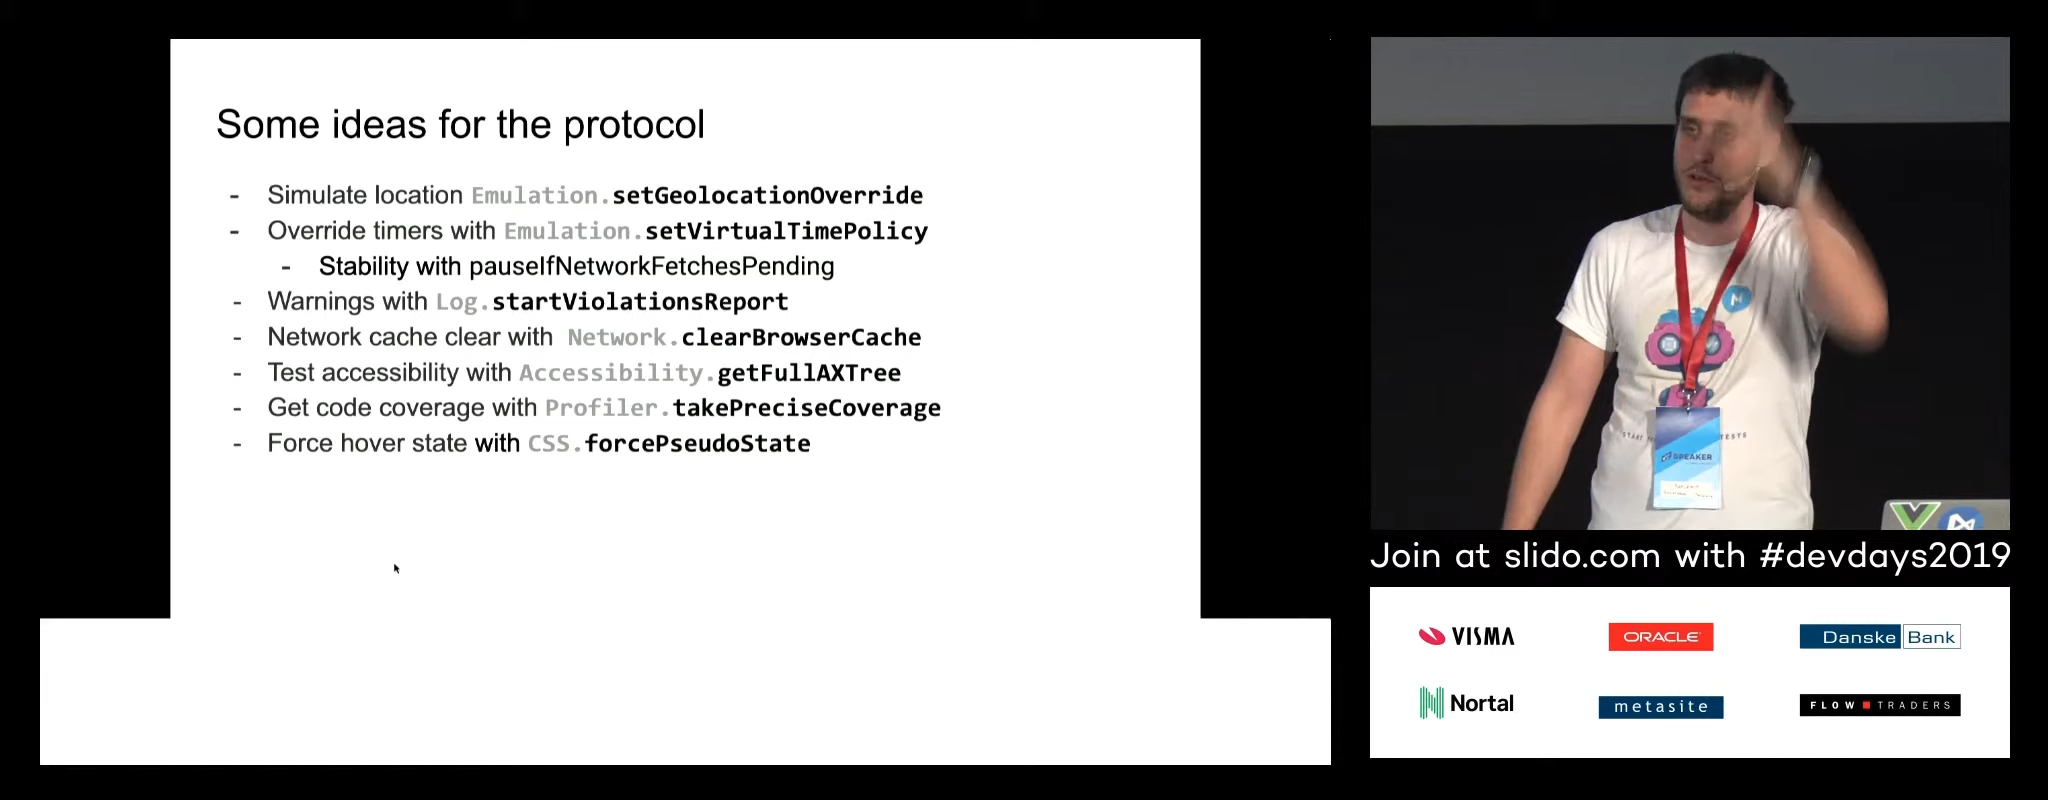 Some ideas for the protocol
- Simulate location Emulation.setGeolocationOverride
- Override timers with Emulation.setVirtualTimePolicy
- Stability with pauseIfNetworkFetchesPending
- Warnings with Log.startViolationsReport
- Network cache clear with Network.clearBrowserCache
- Test accessibility with Accessibility.getFullAXTree
- Get code coverage with Profiler.takePreciseCoverage
- Force hover state with CSS.forcePseudoState
START
TESTS
SPEAKER
Join at slido.com with #devdays2019
VISMA
ORACLE
Danske Bank
Nortal
metasite
FLOW TRADERS